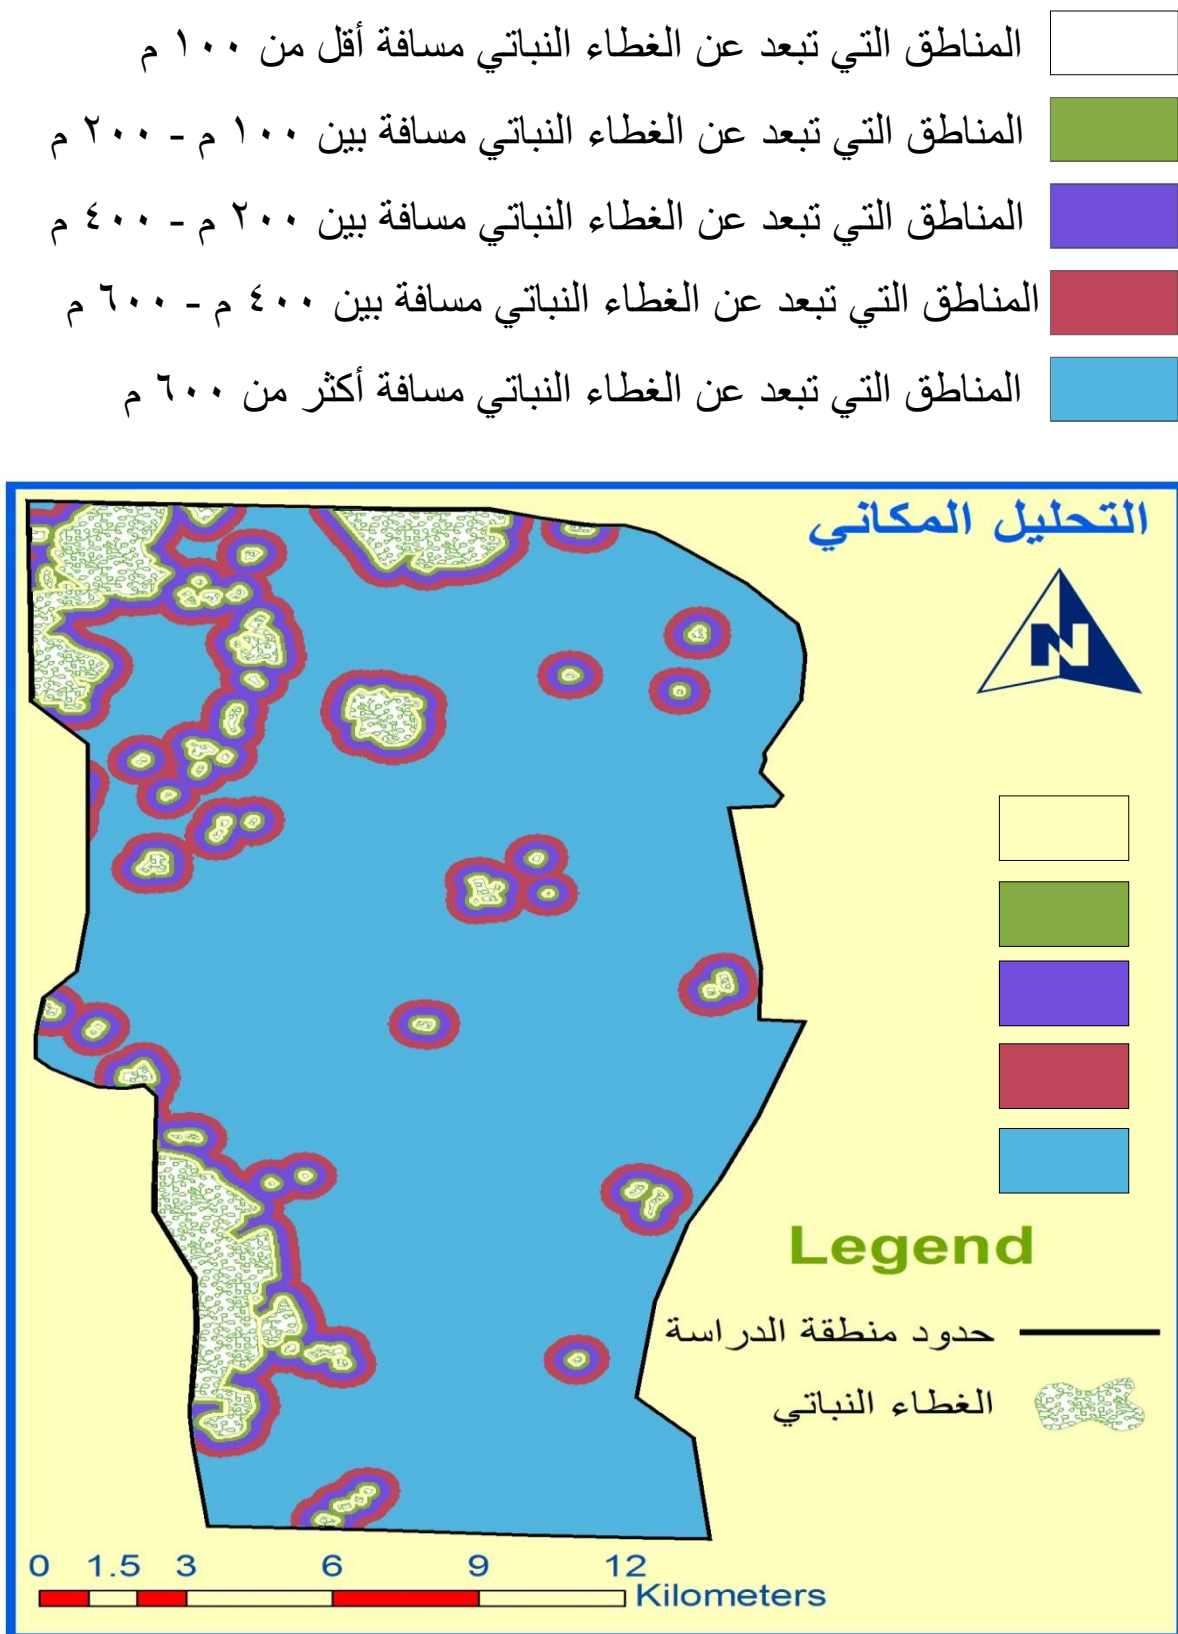 المناطق التي تبعد عن الغطاء النباتي مسافة أقل من ١٠٠ م
المناطق التي تبعد عن الغطاء النباتي مسافة بين ١٠٠ م - ٢٠٠ م
المناطق التي تبعد عن الغطاء النباتي مسافة بين ٢٠٠ م - ٤٠٠ م
المناطق التي تبعد عن الغطاء النباتي مسافة بين ٤٠٠ م - ٦٠٠ م
المناطق التي تبعد عن الغطاء النباتي مسافة أكثر من ٦٠٠ م
التحليل المكاني
N
Legend
حدود منطقة الدراسة
الغطاء النباتي
0 1.5 3 6 9 12
Kilometers